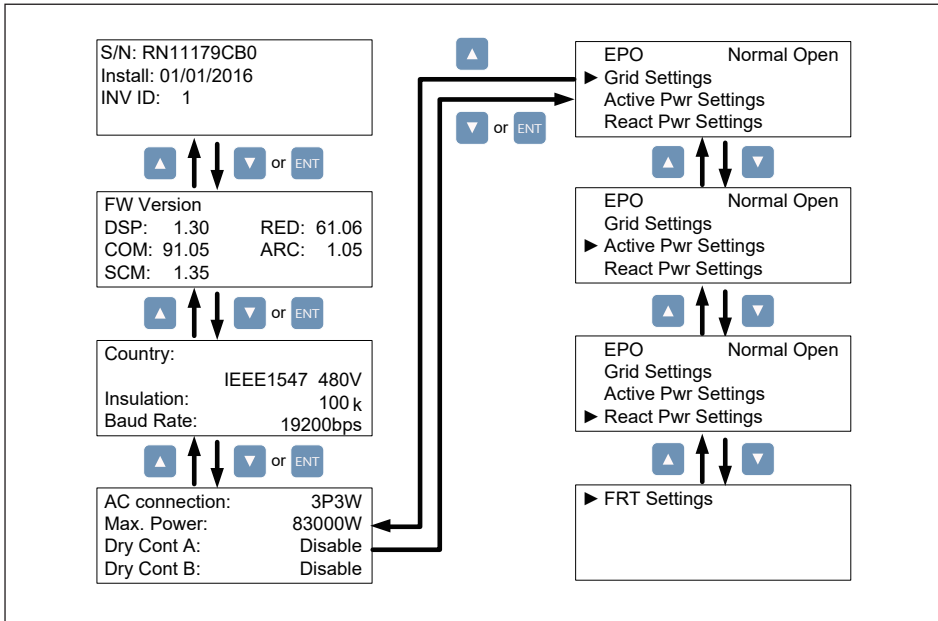 S/N: RN11179CB0
Install: 01/01/2016
INV ID: 1
or ENT
FW Version
DSP: 1.30 RED: 61.06
COM: 91.05 ARC: 1.05
SCM: 1.35
or ENT
Country:
IEEE1547 480V
Insulation: 100 k
Baud Rate: 19200bps
or ENT
AC connection: 3P3W
Max. Power: 83000W
Dry Cont A: Disable
Dry Cont B: Disable
or ENT
EPO Normal Open
► Grid Settings
Active Pwr Settings
React Pwr Settings
EPO Normal Open
Grid Settings
► Active Pwr Settings
React Pwr Settings
EPO Normal Open
Grid Settings
Active Pwr Settings
► React Pwr Settings
► FRT Settings